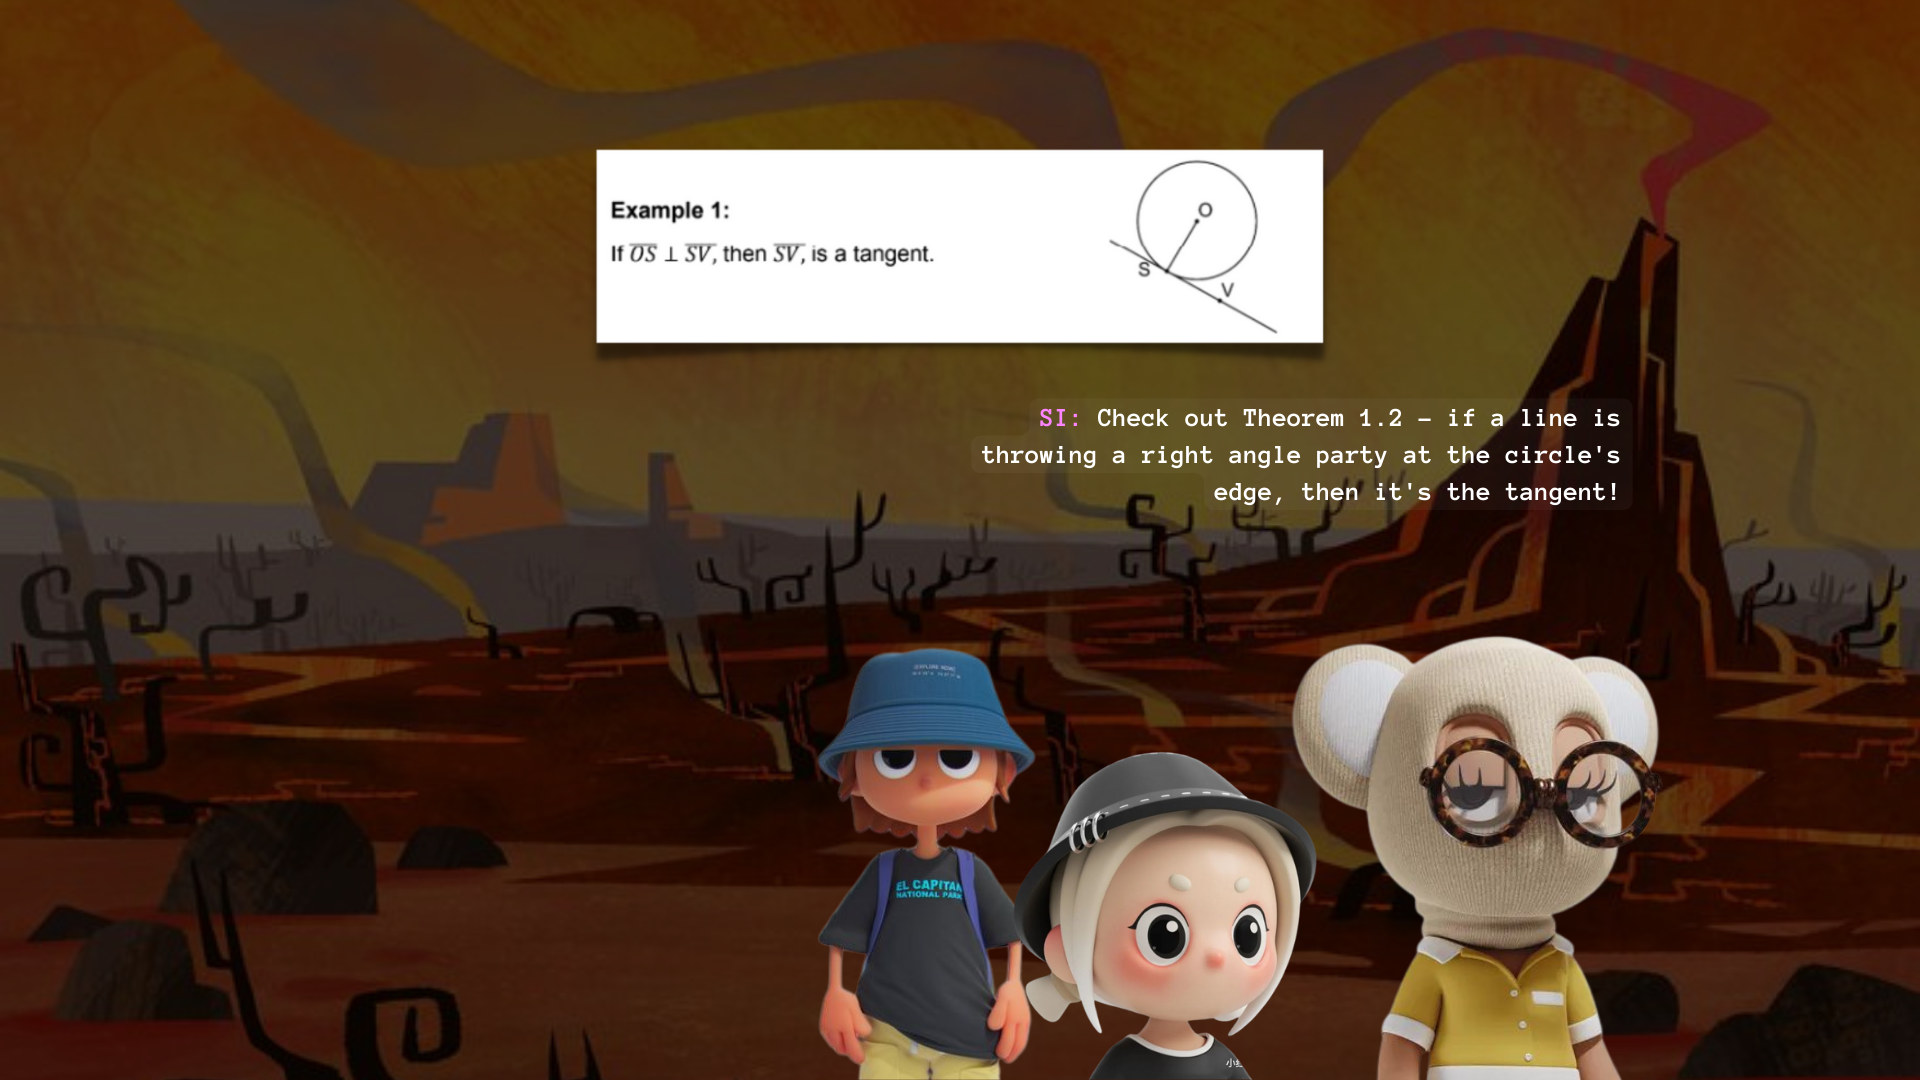 Example 1:
If OS ⊥ SV, then SV, is a tangent.
O
S
V
SI: Check out Theorem 1.2 – if a line is
throwing a right angle party at the circle's
edge, then it's the tangent!
EL CAPITAN
NATIONAL PARK